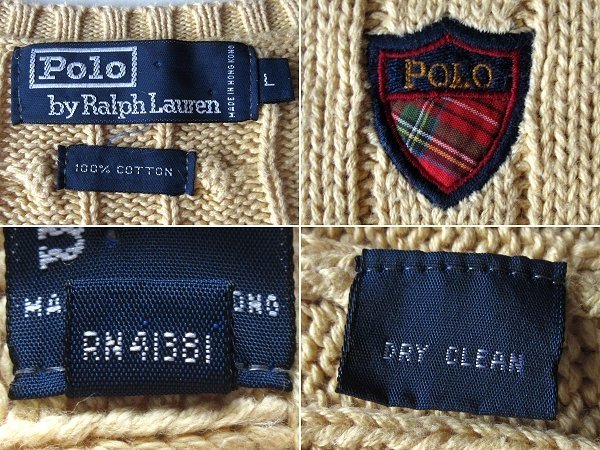 Polo
by Ralph Lauren
MADE IN HONG KONG
L
100% COTTON
POLO
RN41381
DRY CLEAN